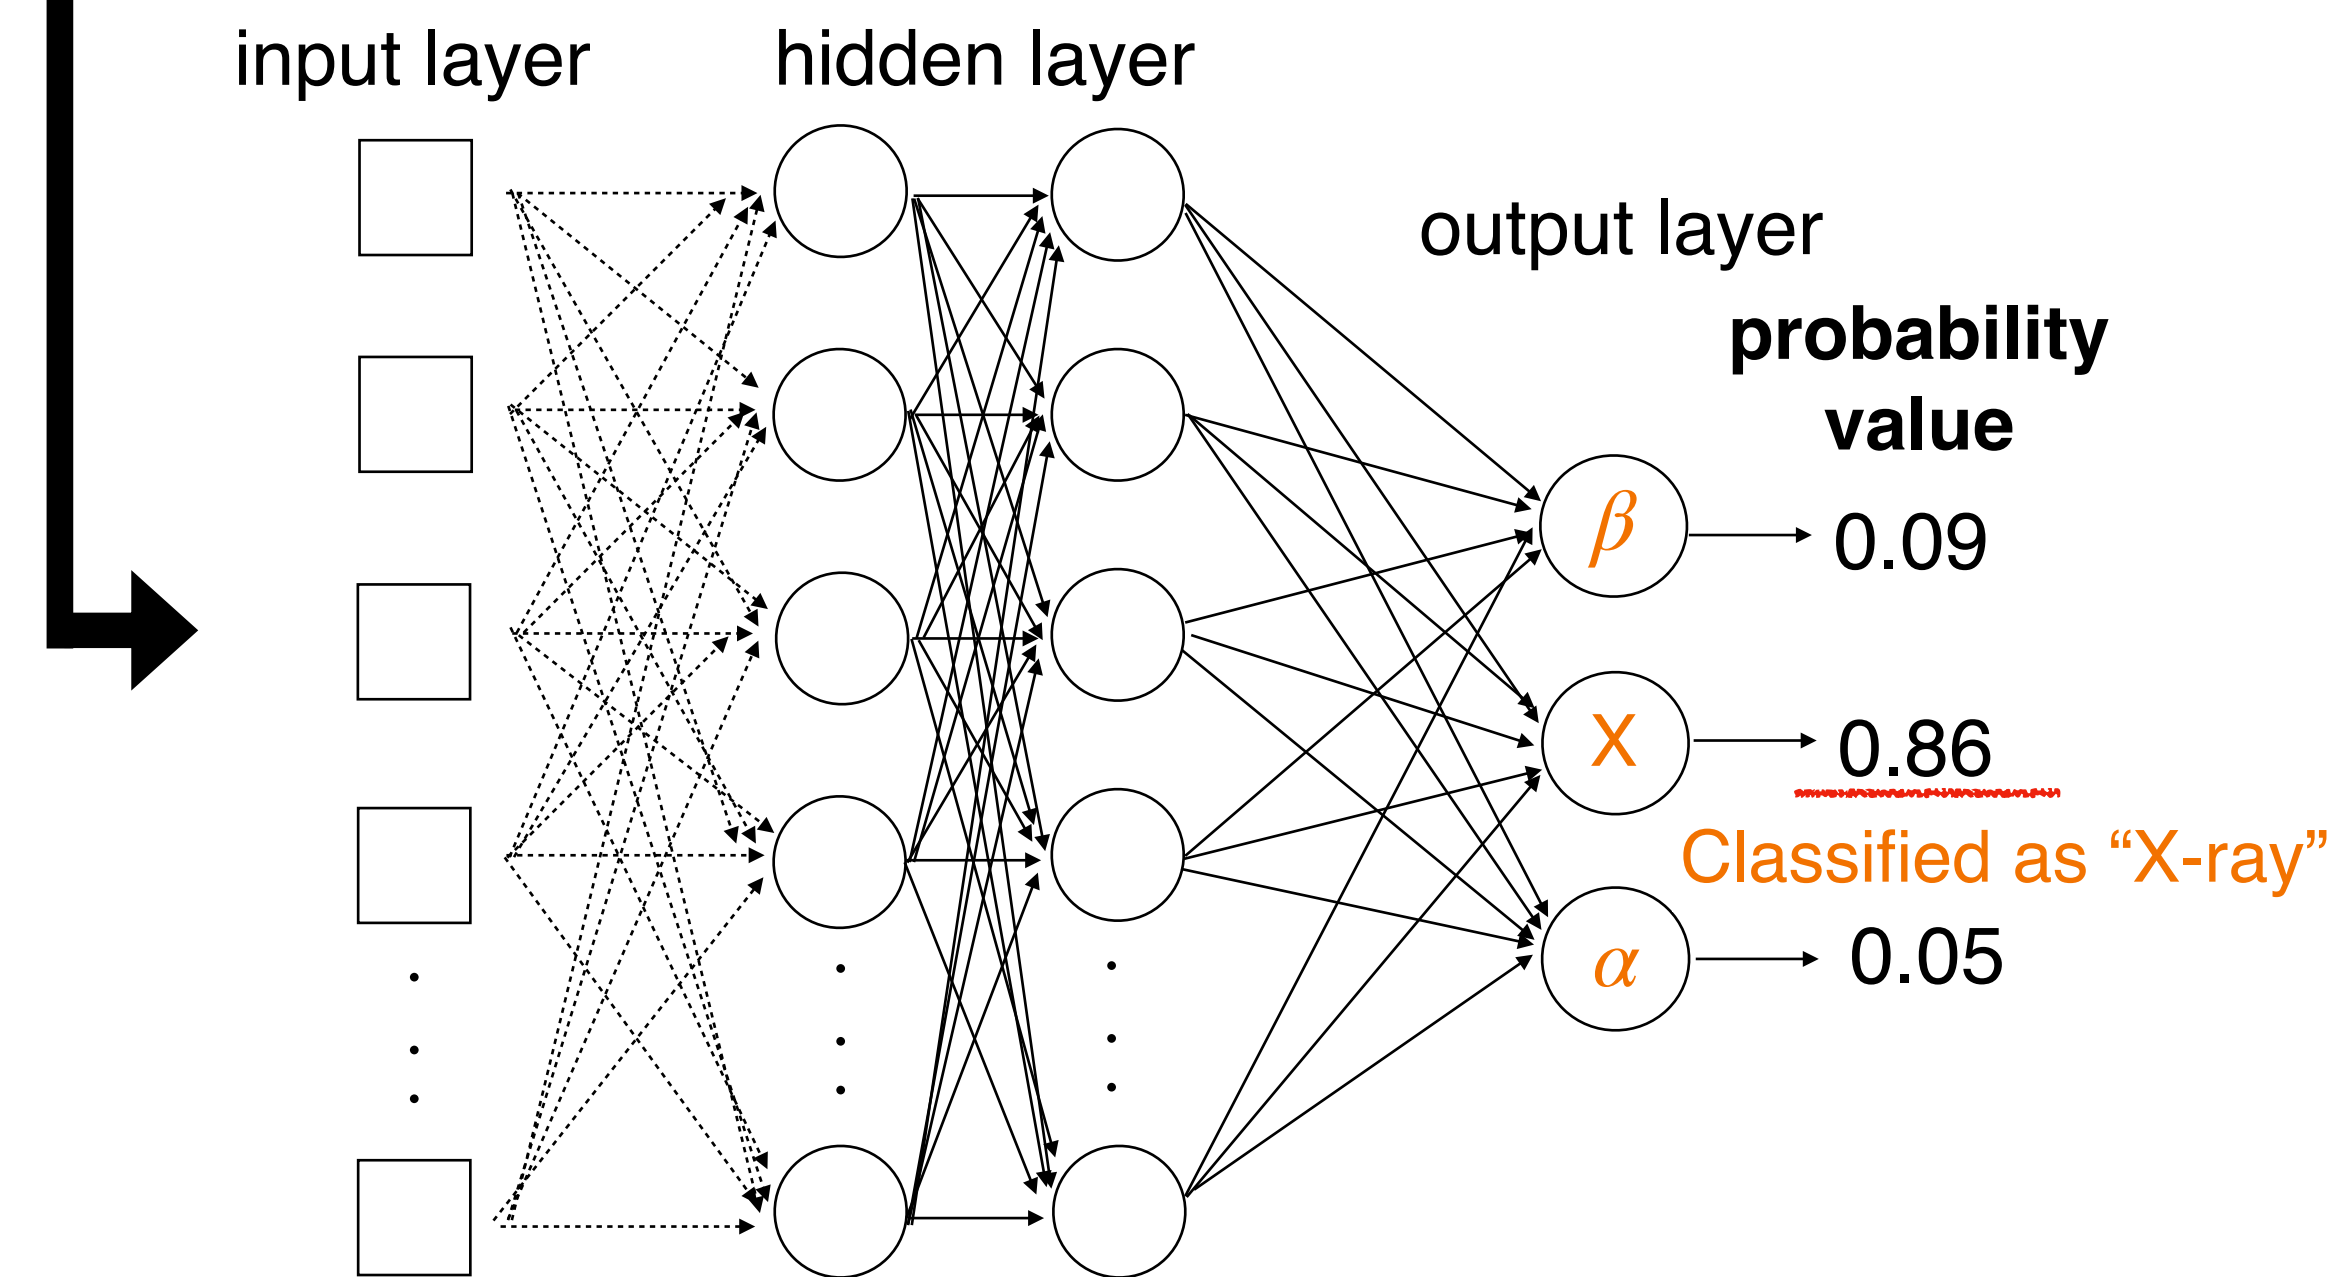 input layer
hidden layer
output layer
probability
value
β
0.09
X
0.86
Classified as “X-ray”
α
0.05